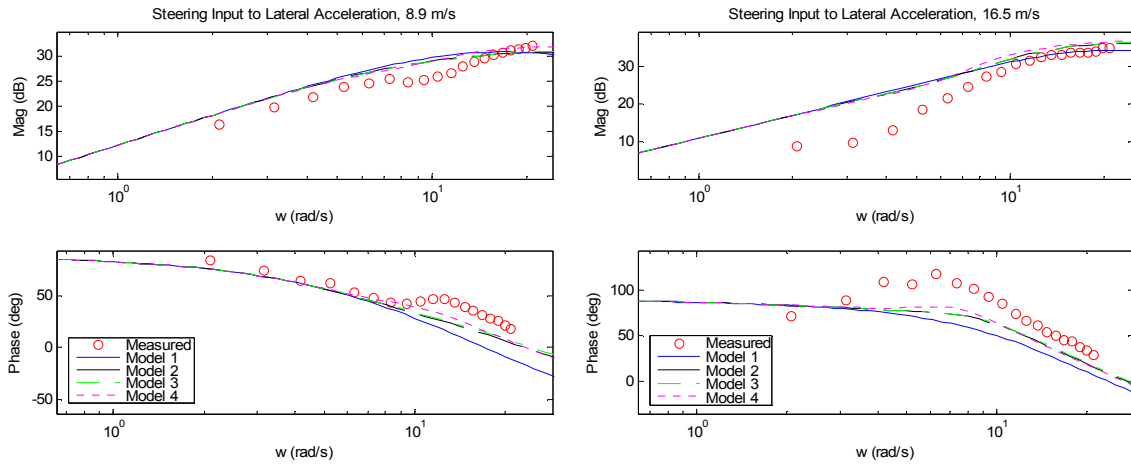 Steering Input to Lateral Acceleration, 8.9 m/s
30
25
20
15
10
Mag (dB)
10^0
10^1
w (rad/s)
50
0
-50
Phase (deg)
Measured
Model 1
Model 2
Model 3
Model 4
10^0
10^1
w (rad/s)
Steering Input to Lateral Acceleration, 16.5 m/s
30
20
10
Mag (dB)
10^0
10^1
w (rad/s)
100
50
0
Phase (deg)
Measured
Model 1
Model 2
Model 3
Model 4
10^0
10^1
w (rad/s)